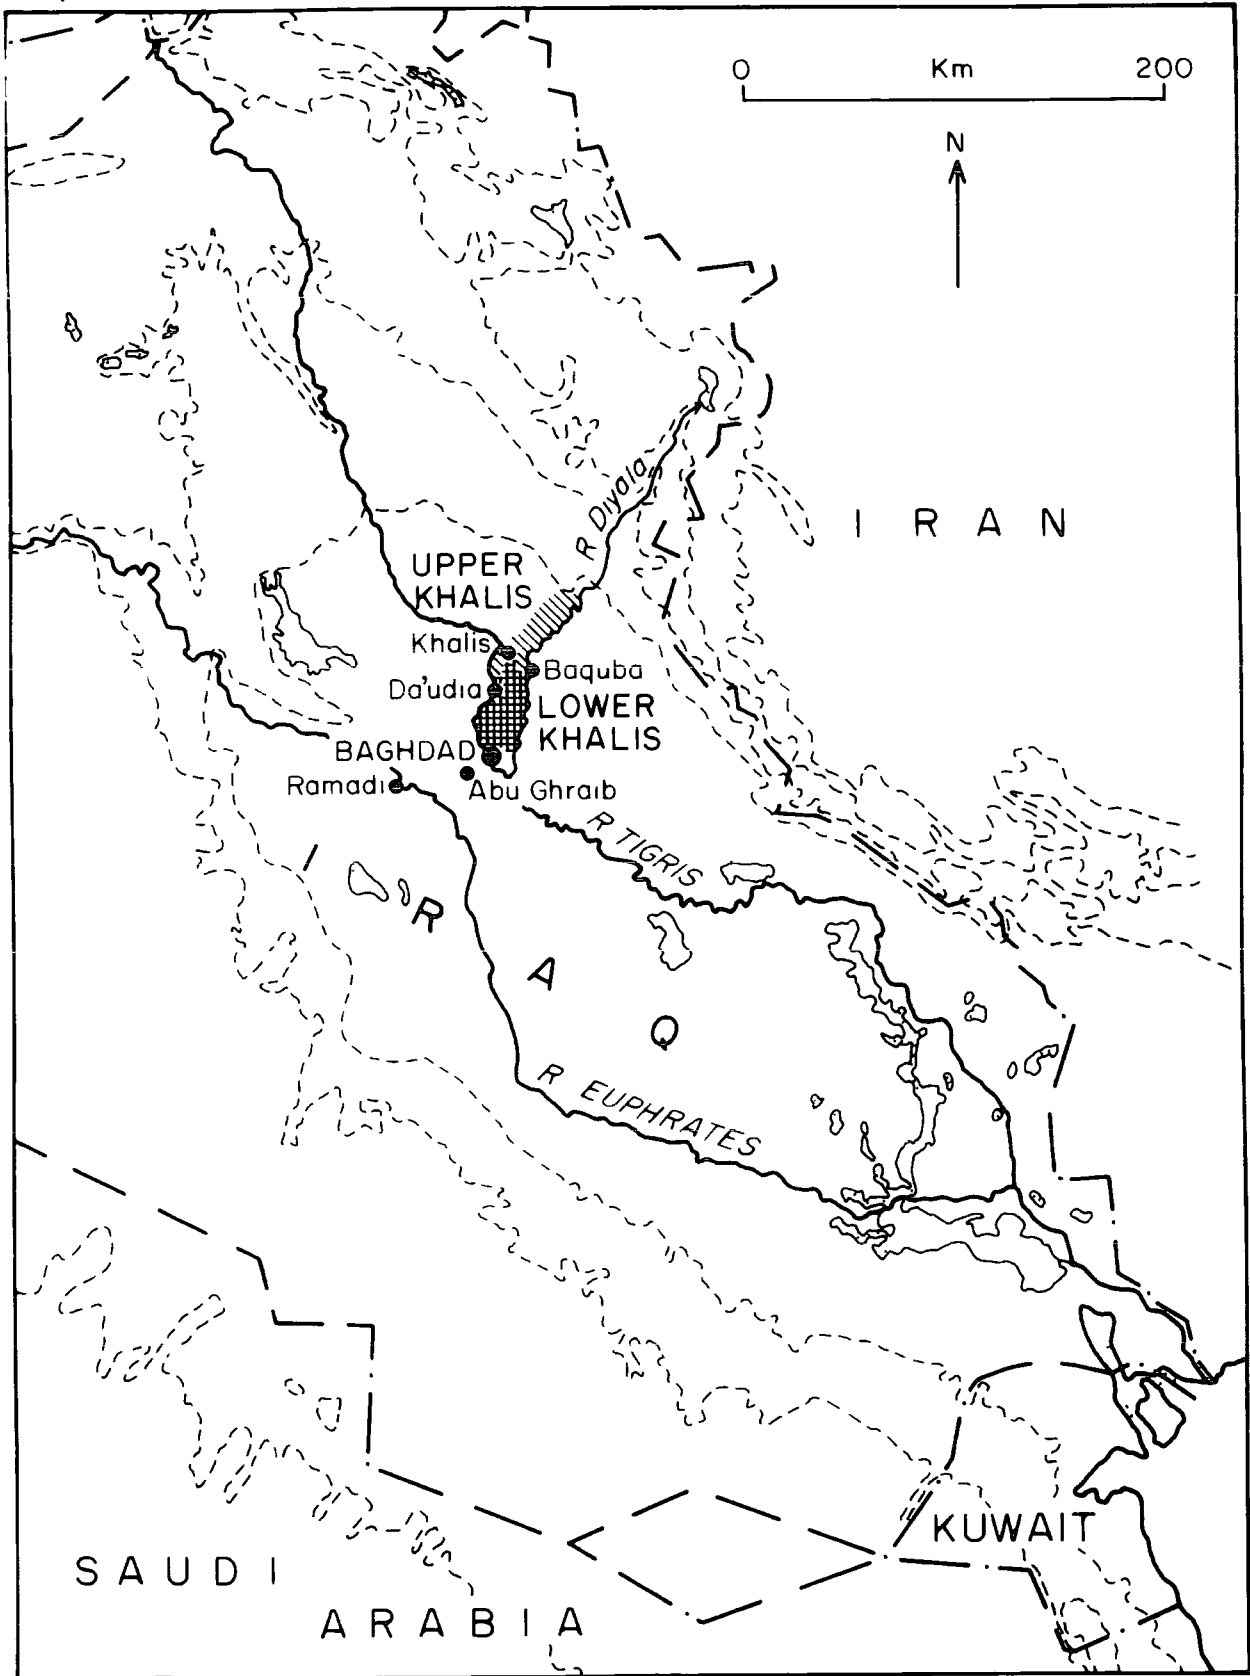 0 Km 200
N
R Diyala
I R A N
UPPER
KHALIS
Khalis
Baquba
Da'udia
LOWER
KHALIS
BAGHDAD
Ramadi
Abu Ghraib
R TIGRIS
I R A Q
R EUPHRATES
KUWAIT
SAUDI
ARABIA